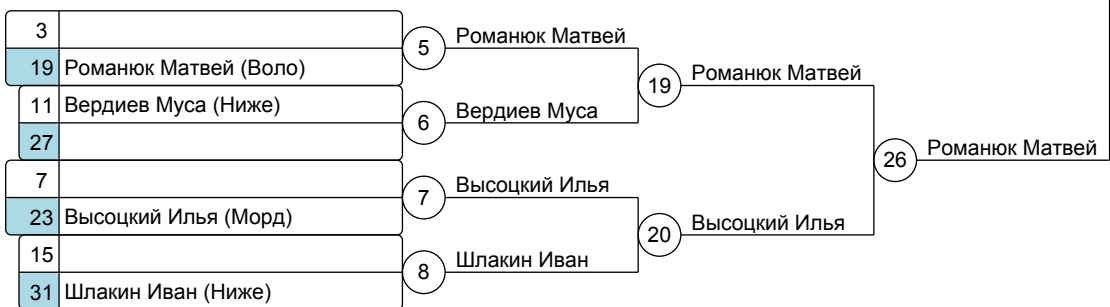 3
19 Романюк Матвей (Воло)
11 Вердиев Муса (Ниже)
27
7
23 Высоцкий Илья (Морд)
15
31 Шлакин Иван (Ниже)
5 Романюк Матвей
6 Вердиев Муса
7 Высоцкий Илья
8 Шлакин Иван
19 Романюк Матвей
20 Высоцкий Илья
26 Романюк Матвей